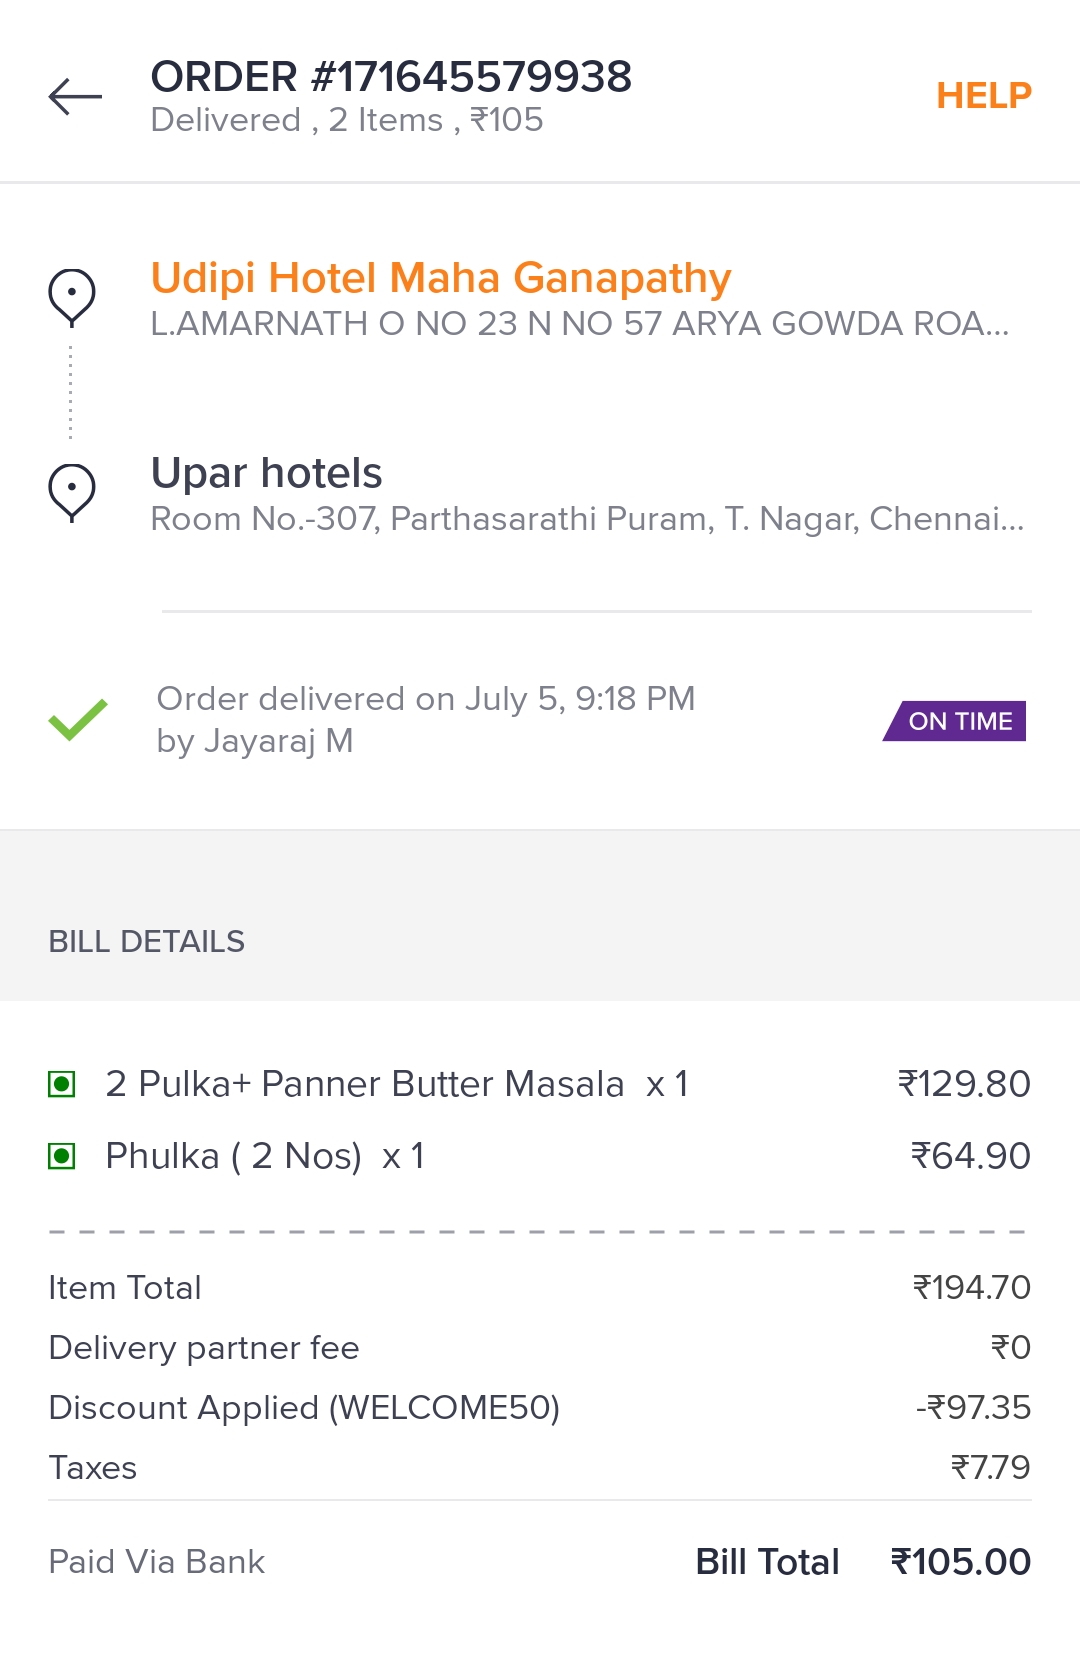 ORDER #171645579938
HELP
Delivered , 2 Items , ₹105
Udipi Hotel Maha Ganapathy
L.AMARNATH O NO 23 N NO 57 ARYA GOWDA ROA...
Upar hotels
Room No.-307, Parthasarathi Puram, T. Nagar, Chennai...
Order delivered on July 5, 9:18 PM
by Jayaraj M
ON TIME
BILL DETAILS
2 Pulka+ Panner Butter Masala x 1 ₹129.80
Phulka ( 2 Nos) x 1 ₹64.90
Item Total ₹194.70
Delivery partner fee ₹0
Discount Applied (WELCOME50) -₹97.35
Taxes ₹7.79
Paid Via Bank Bill Total ₹105.00